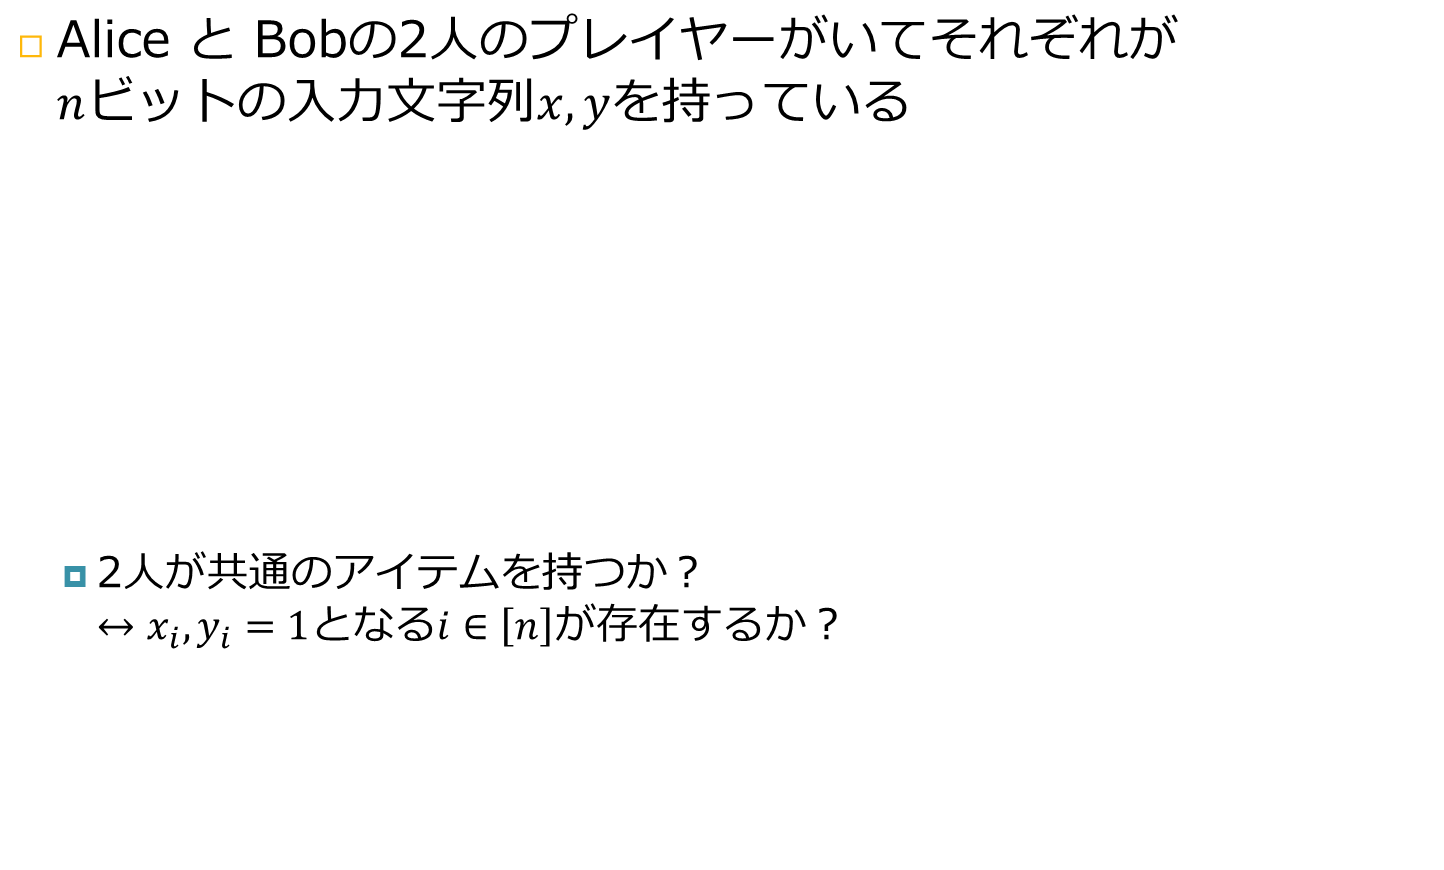 Alice と Bobの2人のプレイヤーがいてそれぞれが
nビットの入力文字列x, yを持っている
2人が共通のアイテムを持つか？
↔ xᵢ, yᵢ = 1となるi ∈ [n]が存在するか？